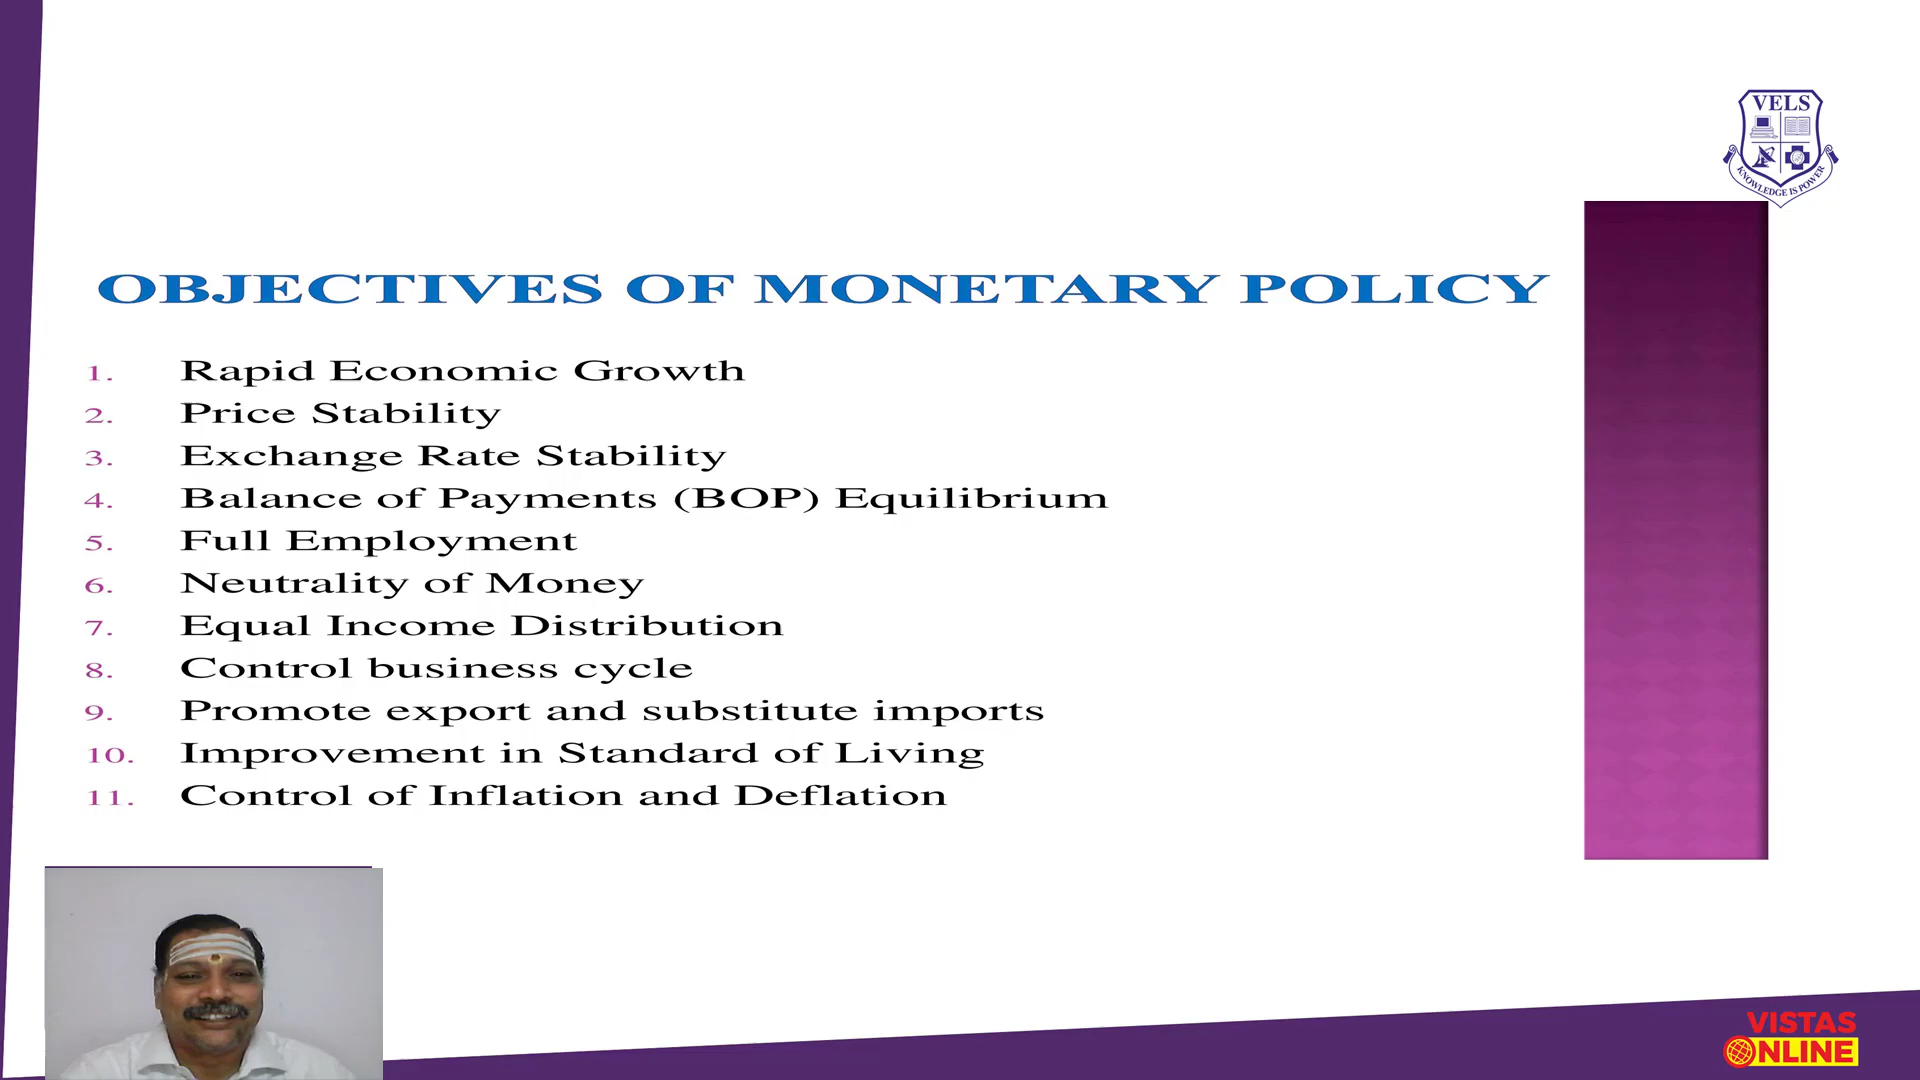 VELS
KNOWLEDGE IS POWER
OBJECTIVES OF MONETARY POLICY
1. Rapid Economic Growth
2. Price Stability
3. Exchange Rate Stability
4. Balance of Payments (BOP) Equilibrium
5. Full Employment
6. Neutrality of Money
7. Equal Income Distribution
8. Control business cycle
9. Promote export and substitute imports
10. Improvement in Standard of Living
11. Control of Inflation and Deflation
VISTAS
ONLINE